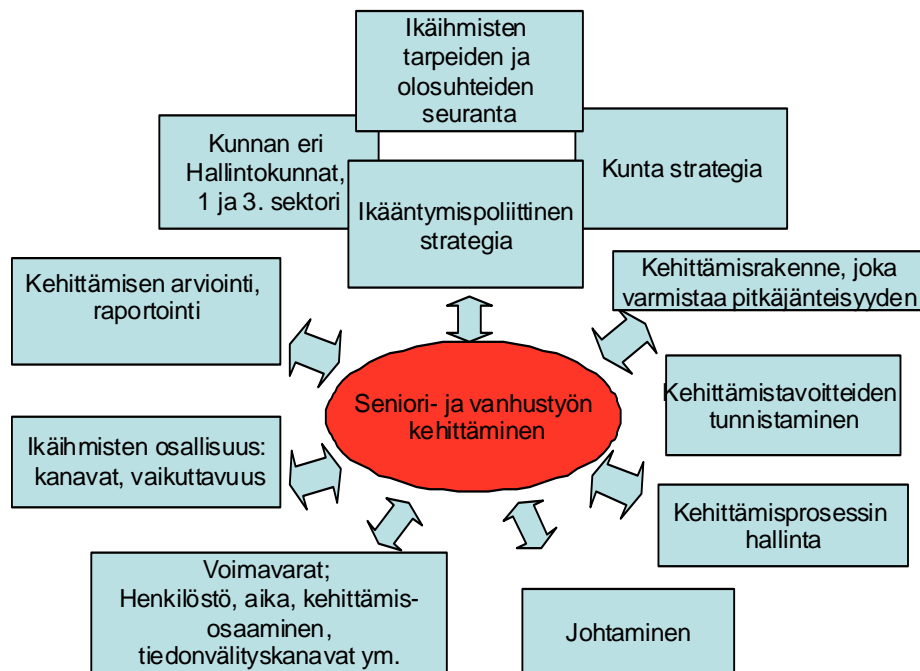 Ikäihmisten
tarpeiden ja
olosuhteiden
seuranta
Kunnan eri
Hallintokunnat,
1 ja 3. sektori
Kunta strategia
Ikääntymispoliittinen
strategia
Kehittämisen arviointi,
raportointi
Kehittämisrakenne, joka
varmistaa pitkäjänteisyyden
Seniori- ja vanhustyön
kehittäminen
Kehittämistavoitteiden
tunnistaminen
Ikäihmisten osallisuus:
kanavat, vaikuttavuus
Kehittämisprosessin
hallinta
Voimavarat;
Henkilöstö, aika, kehittämis-
osaaminen,
tiedonvälityskanavat ym.
Johtaminen